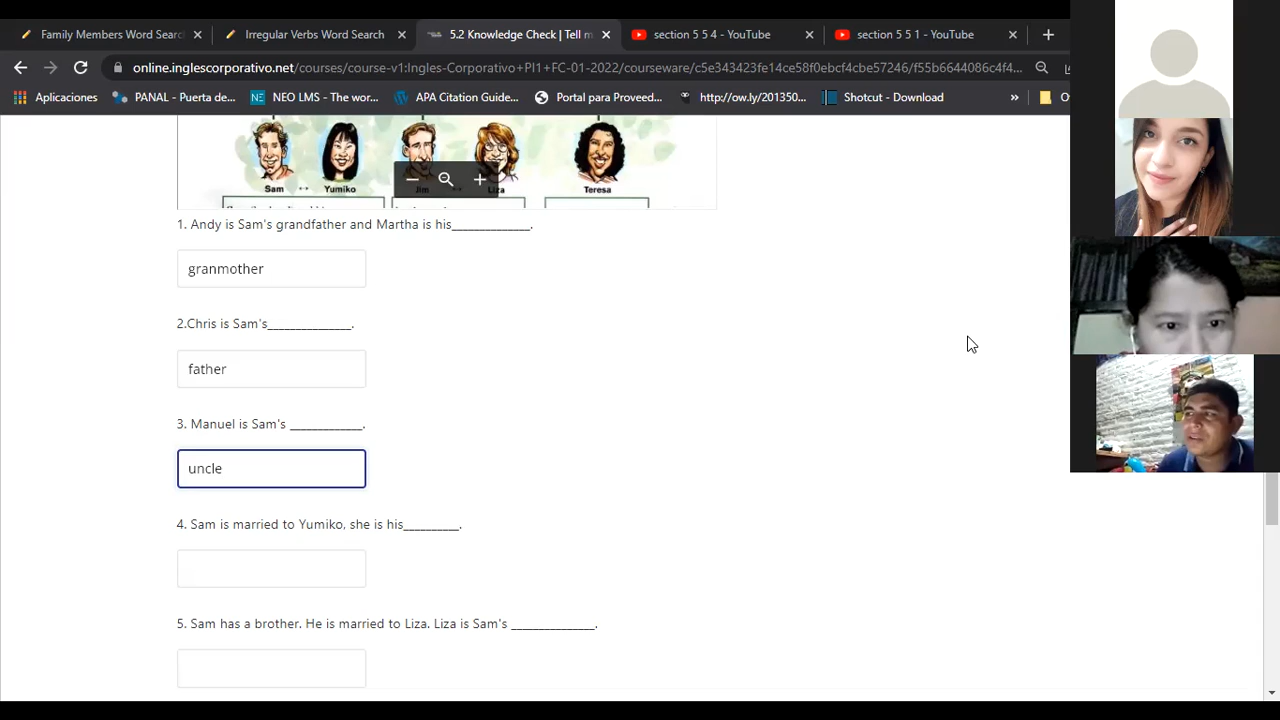 Family Members Word Searc
Irregular Verbs Word Search
5.2 Knowledge Check | Tell m
section 5 5 4 - YouTube
section 5 5 1 - YouTube
online.inglescorporativo.net/courses/course-v1:Ingles-Corporativo+PI1+FC-01-2022/courseware/c5e343423fe14ce58f0ebcf4cbe57246/f55b6644086c4f4...
Aplicaciones
PANAL - Puerta de...
NEO LMS - The wor...
APA Citation Guide...
Portal para Proveed...
http://ow.ly/201350...
Shotcut - Download
»
Sam ↔ Yumiko
Jim ↔ Liza
Teresa
1. Andy is Sam's grandfather and Martha is his_____________.
granmother
2.Chris is Sam's______________.
father
3. Manuel is Sam's ____________.
uncle
4. Sam is married to Yumiko, she is his_________.
5. Sam has a brother. He is married to Liza. Liza is Sam's ______________.